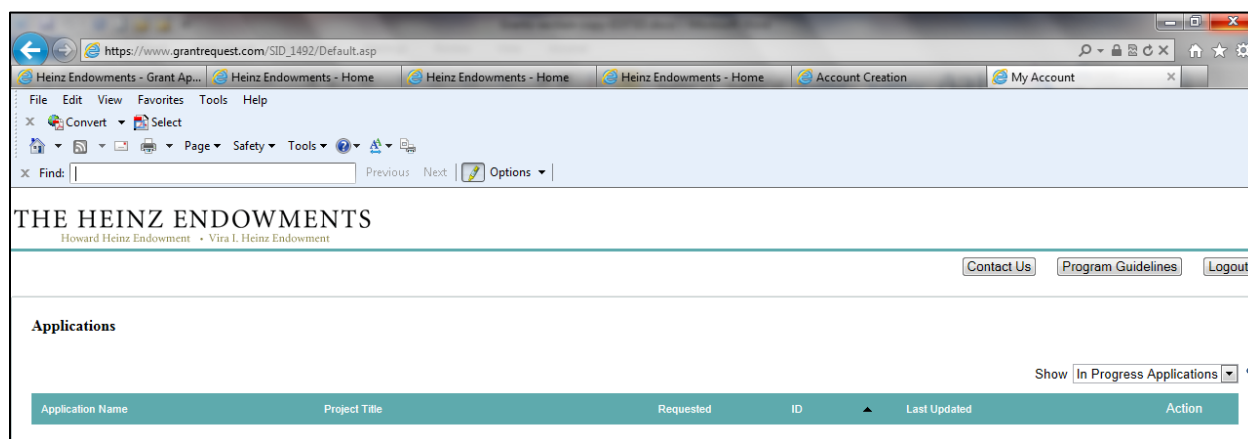 https://www.grantrequest.com/SID_1492/Default.asp
Heinz Endowments - Grant Ap... Heinz Endowments - Home Heinz Endowments - Home Heinz Endowments - Home Account Creation My Account
File Edit View Favorites Tools Help
Convert Select
Page Safety Tools
Find: Previous Next Options
THE HEINZ ENDOWMENTS
Howard Heinz Endowment • Vira I. Heinz Endowment
Contact Us Program Guidelines Logout
Applications
Show In Progress Applications
Application Name Project Title Requested ID Last Updated Action